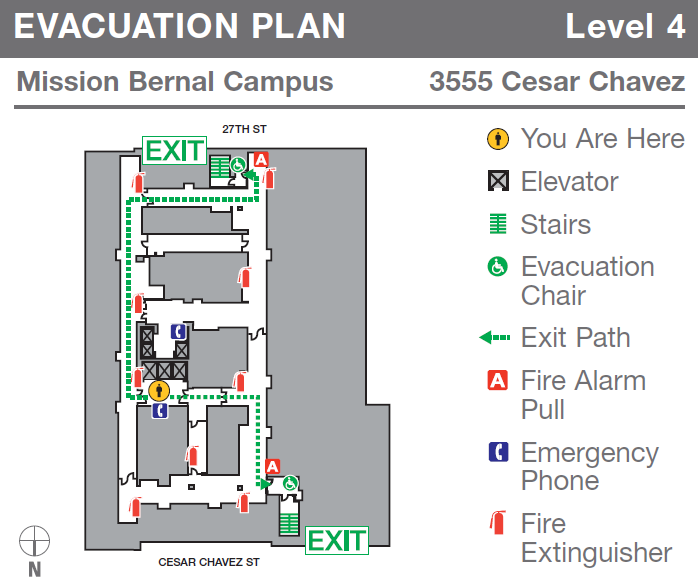 EVACUATION PLAN Level 4
Mission Bernal Campus 3555 Cesar Chavez
27TH ST
EXIT
A
A
EXIT
CESAR CHAVEZ ST
N
You Are Here
Elevator
Stairs
Evacuation
Chair
Exit Path
A Fire Alarm
Pull
Emergency
Phone
Fire
Extinguisher